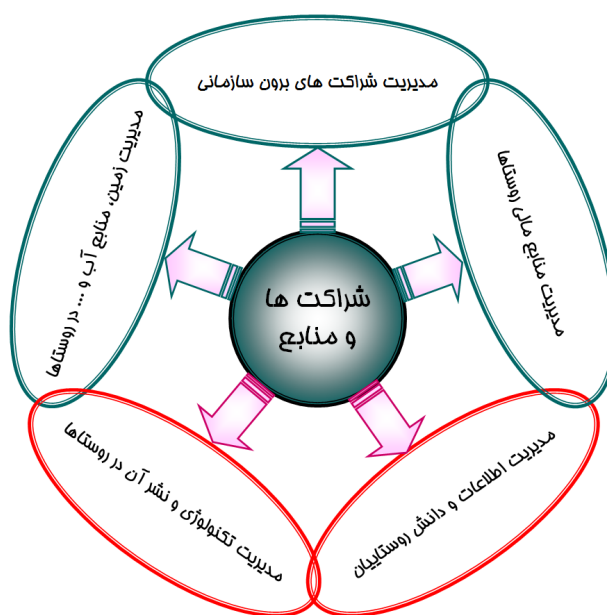 مدیریت شراکت های برون سازمانی
مدیریت منابع مالی روستاها
مدیریت زمین، منابع آب و ... در روستاها
شراکت ها
و منابع
مدیریت اطلاعات و دانش روستاییان
مدیریت تکنولوژی و نشر آن در روستاها